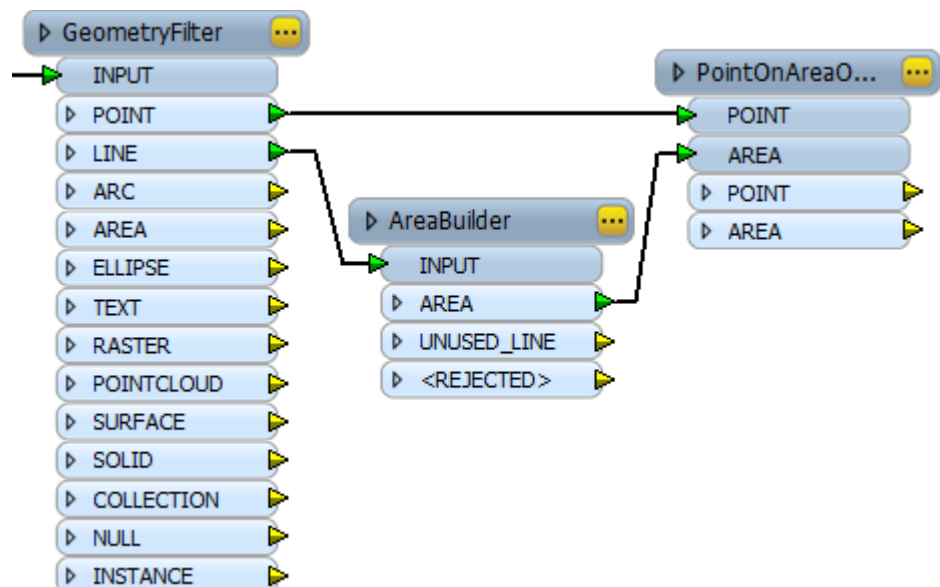 GeometryFilter
INPUT
POINT
LINE
ARC
AREA
ELLIPSE
TEXT
RASTER
POINTCLOUD
SURFACE
SOLID
COLLECTION
NULL
INSTANCE
AreaBuilder
INPUT
AREA
UNUSED_LINE
<REJECTED>
PointOnAreaO...
POINT
AREA
POINT
AREA